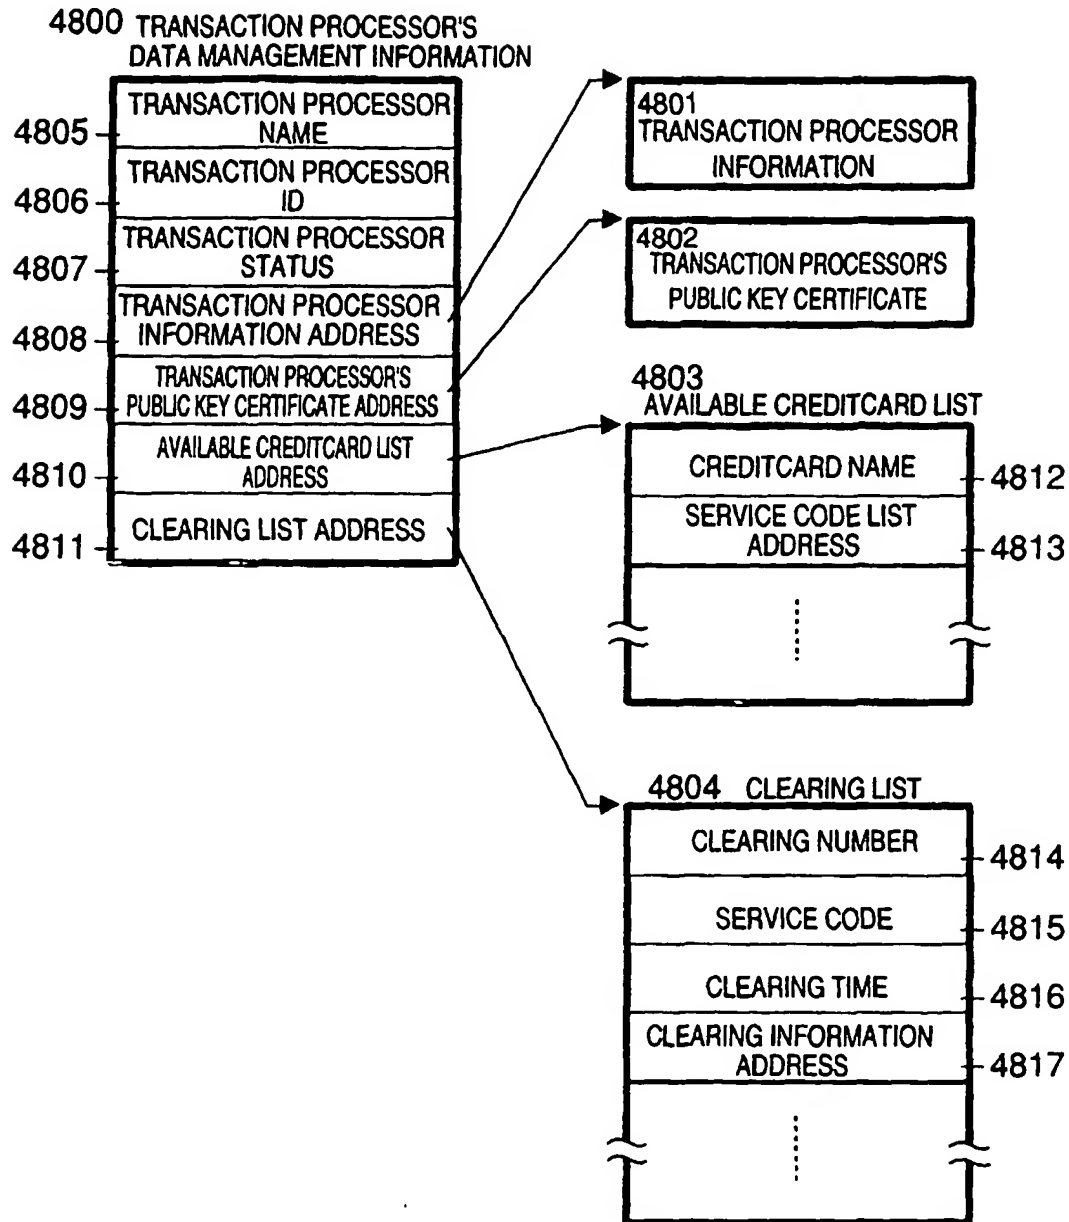 4800 TRANSACTION PROCESSOR'S
DATA MANAGEMENT INFORMATION
4805
TRANSACTION PROCESSOR
NAME
4806
TRANSACTION PROCESSOR
ID
4807
TRANSACTION PROCESSOR
STATUS
4808
TRANSACTION PROCESSOR
INFORMATION ADDRESS
4809
TRANSACTION PROCESSOR'S
PUBLIC KEY CERTIFICATE ADDRESS
4810
AVAILABLE CREDITCARD LIST
ADDRESS
4811
CLEARING LIST ADDRESS
4801
TRANSACTION PROCESSOR
INFORMATION
4802
TRANSACTION PROCESSOR'S
PUBLIC KEY CERTIFICATE
4803
AVAILABLE CREDITCARD LIST
CREDITCARD NAME
4812
SERVICE CODE LIST
ADDRESS
4813
4804 CLEARING LIST
CLEARING NUMBER
4814
SERVICE CODE
4815
CLEARING TIME
4816
CLEARING INFORMATION
ADDRESS
4817